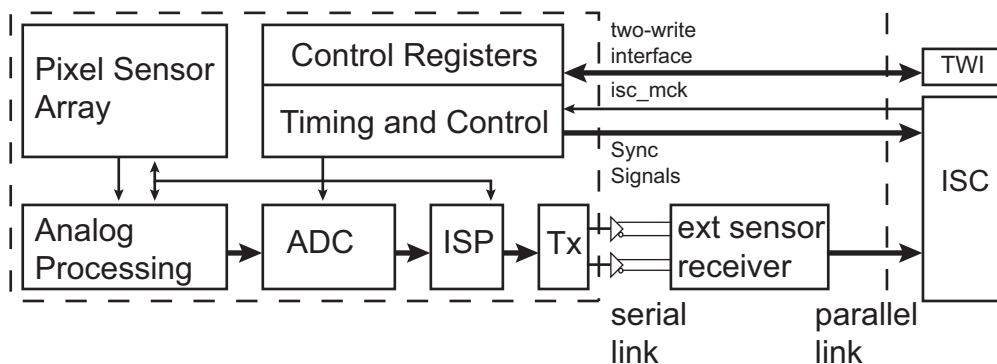 Pixel Sensor
Array
Control Registers
Timing and Control
two-write
interface
isc_mck
Sync
Signals
TWI
ISC
Analog
Processing
ADC
ISP
Tx
ext sensor
receiver
serial
link
parallel
link